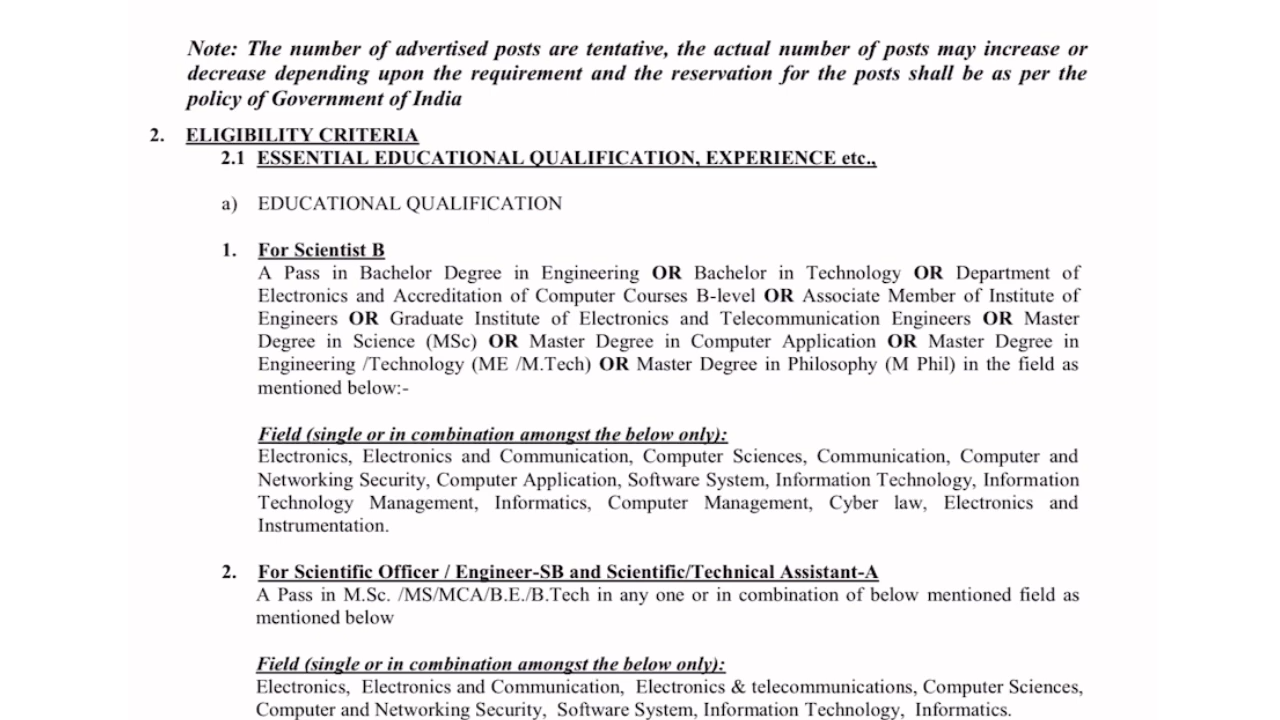 Note: The number of advertised posts are tentative, the actual number of posts may increase or
decrease depending upon the requirement and the reservation for the posts shall be as per the
policy of Government of India
2. ELIGIBILITY CRITERIA
2.1 ESSENTIAL EDUCATIONAL QUALIFICATION, EXPERIENCE etc.,
a) EDUCATIONAL QUALIFICATION
1. For Scientist B
A Pass in Bachelor Degree in Engineering OR Bachelor in Technology OR Department of
Electronics and Accreditation of Computer Courses B-level OR Associate Member of Institute of
Engineers OR Graduate Institute of Electronics and Telecommunication Engineers OR Master
Degree in Science (MSc) OR Master Degree in Computer Application OR Master Degree in
Engineering /Technology (ME /M.Tech) OR Master Degree in Philosophy (M Phil) in the field as
mentioned below:-
Field (single or in combination amongst the below only):
Electronics, Electronics and Communication, Computer Sciences, Communication, Computer and
Networking Security, Computer Application, Software System, Information Technology, Information
Technology Management, Informatics, Computer Management, Cyber law, Electronics and
Instrumentation.
2. For Scientific Officer / Engineer-SB and Scientific/Technical Assistant-A
A Pass in M.Sc. /MS/MCA/B.E./B.Tech in any one or in combination of below mentioned field as
mentioned below
Field (single or in combination amongst the below only):
Electronics, Electronics and Communication, Electronics & telecommunications, Computer Sciences,
Computer and Networking Security, Software System, Information Technology, Informatics.